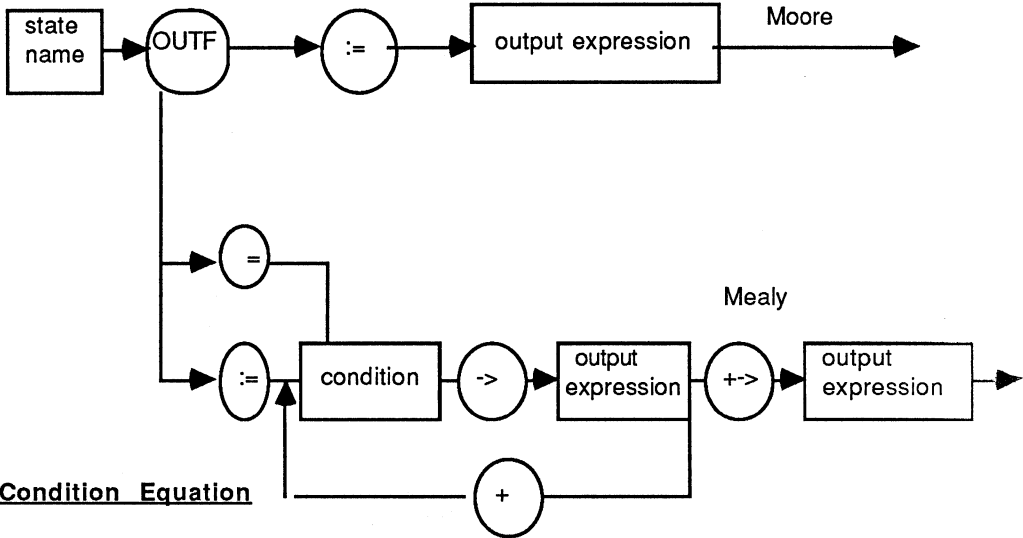 state
name
OUTF
:=
output expression
Moore
=
Mealy
:=
condition
->
output
expression
+->
output
expression
+
Condition Equation